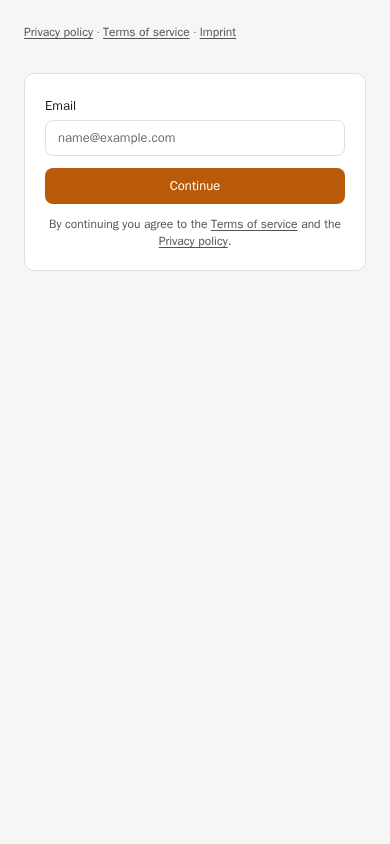 Privacy policy · Terms of service · Imprint
Email
name@example.com
Continue
By continuing you agree to the Terms of service and the
Privacy policy.